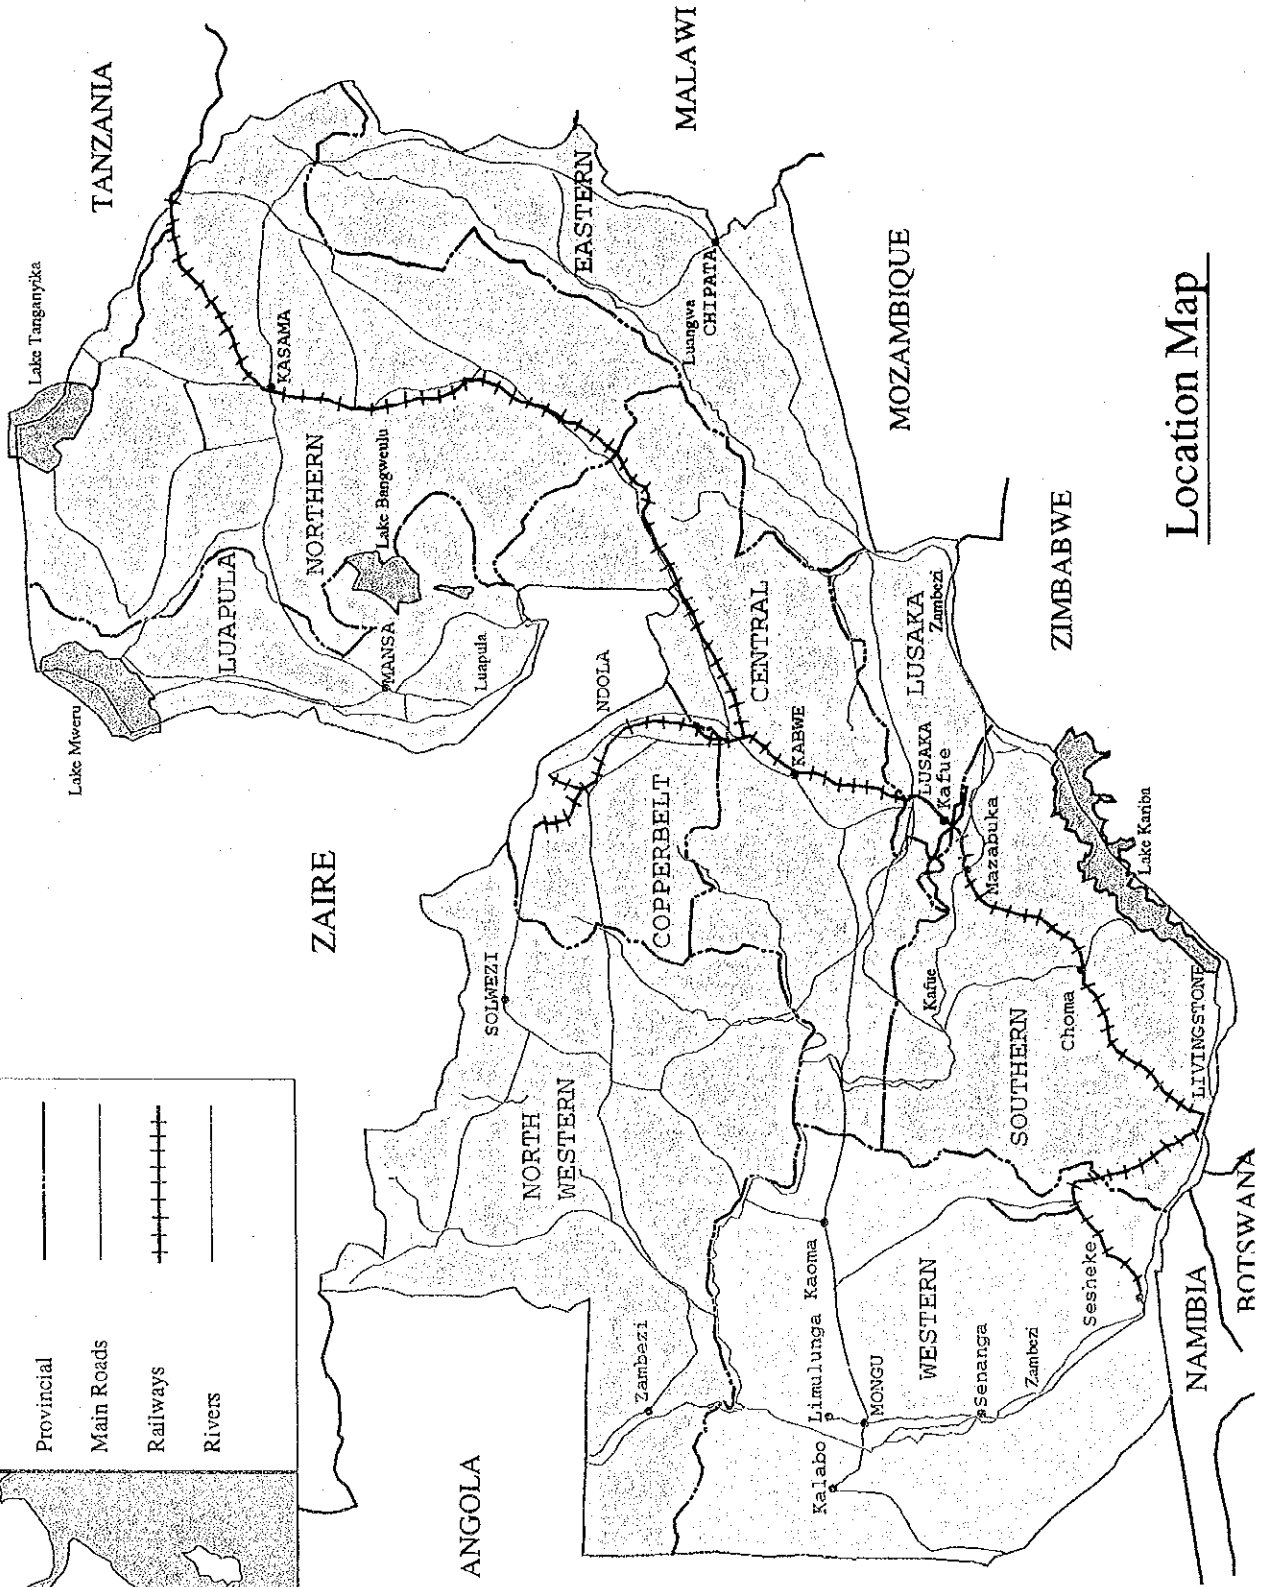 Provincial
Main Roads
Railways
Rivers
TANZANIA
Lake Tanganyika
Lake Mweru
KASAMA
NORTHERN
LUAPULA
Lake Bangweulu
MANSA
Luapula
MALAWI
EASTERN
Luangwa
CHIPATA
MOZAMBIQUE
ZAIRE
NDOLA
SOLWEZI
COPPERBELT
CENTRAL
KABWE
LUSAKA
Zambezi
LUSAKA
Kafue
ZIMBABWE
Mazabuka
Lake Kariba
Kafue
Choma
SOUTHERN
LIVINGSTONE
NORTH
WESTERN
ANGOLA
Zambezi
Kaoma
Limulunga
Kalabo
MONGU
WESTERN
Senanga
Zambezi
Sesheke
NAMIBIA
BOTSWANA
Location Map